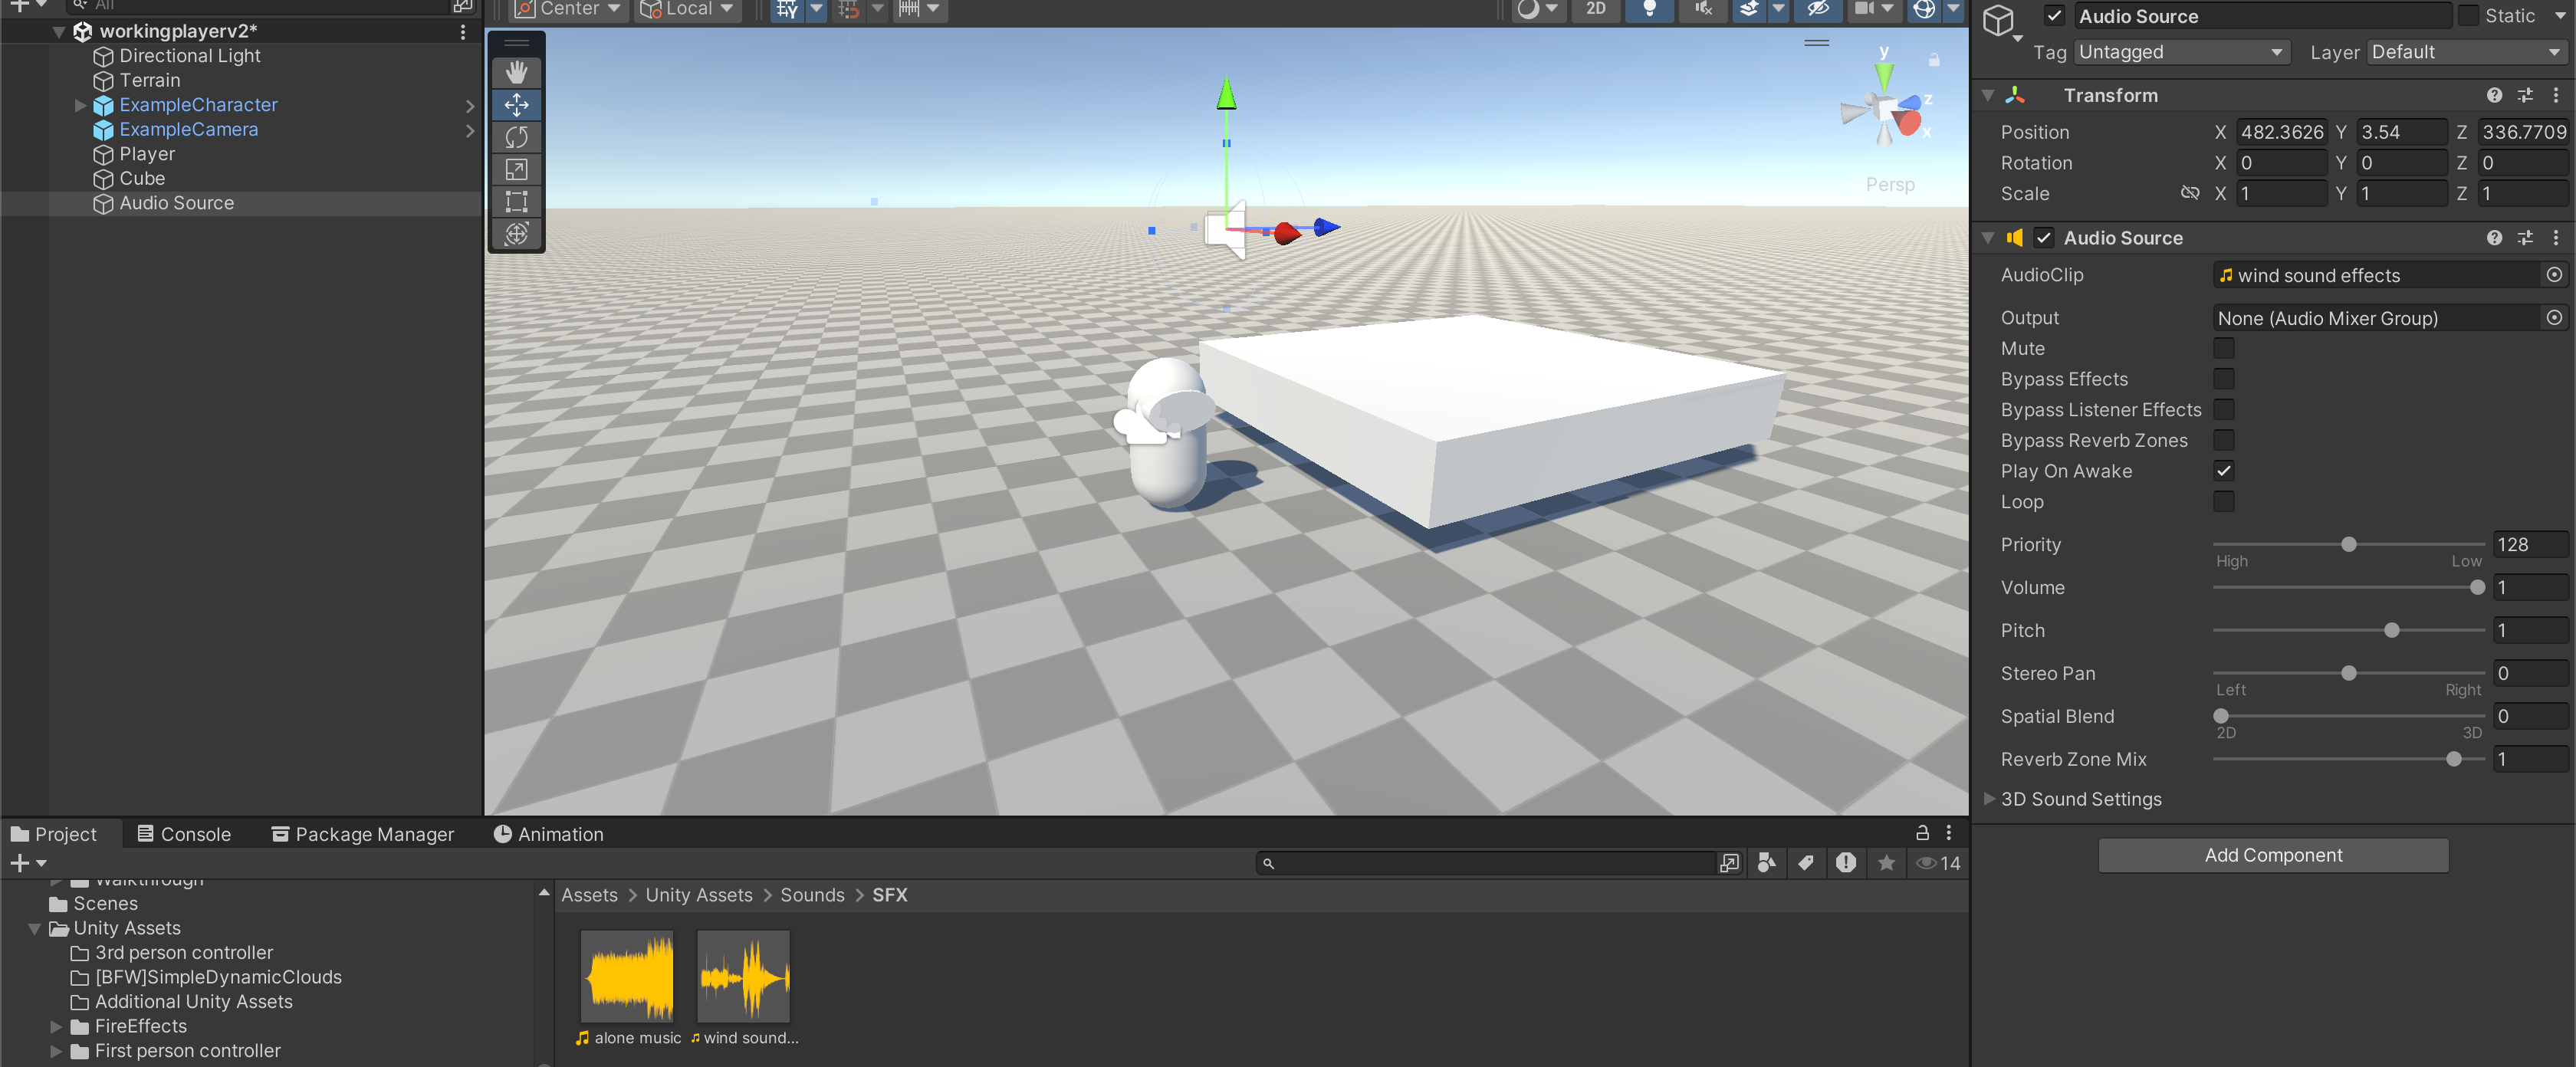 All
workingplayerv2*
Directional Light
Terrain
ExampleCharacter
ExampleCamera
Player
Cube
Audio Source
Center
Local
2D
y
z
x
Persp
Audio Source
Static
Tag Untagged Layer Default
Transform
Position X 482.3626 Y 3.54 Z 336.7709
Rotation X 0 Y 0 Z 0
Scale X 1 Y 1 Z 1
Audio Source
AudioClip wind sound effects
Output None (Audio Mixer Group)
Mute
Bypass Effects
Bypass Listener Effects
Bypass Reverb Zones
Play On Awake
Loop
Priority 128
High Low
Volume 1
Pitch 1
Stereo Pan 0
Left Right
Spatial Blend 0
2D 3D
Reverb Zone Mix 1
3D Sound Settings
Add Component
Project Console Package Manager Animation
14
Walkthrough
Scenes
Unity Assets
3rd person controller
[BFW]SimpleDynamicClouds
Additional Unity Assets
FireEffects
First person controller
Assets > Unity Assets > Sounds > SFX
alone music
wind sound...